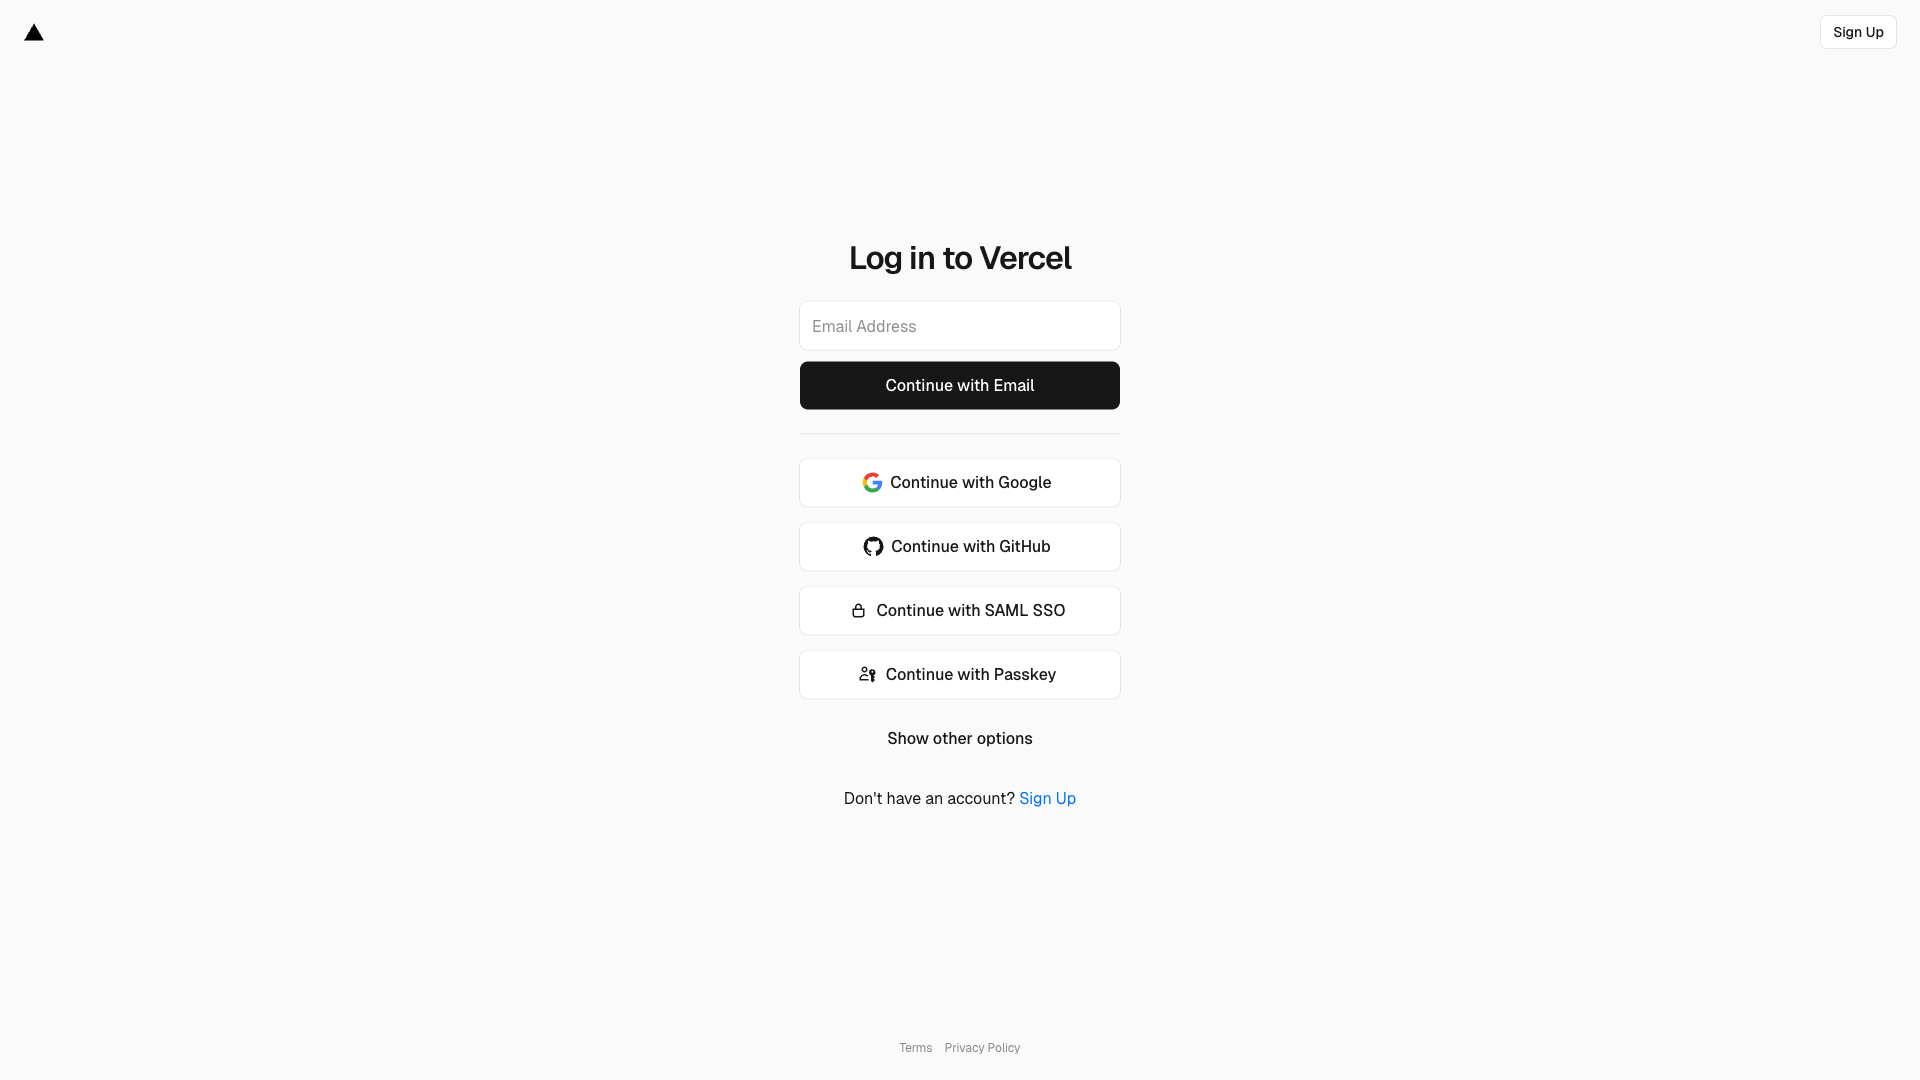 Sign Up
Log in to Vercel
Email Address
Continue with Email
Continue with Google
Continue with GitHub
Continue with SAML SSO
Continue with Passkey
Show other options
Don't have an account? Sign Up
Terms Privacy Policy